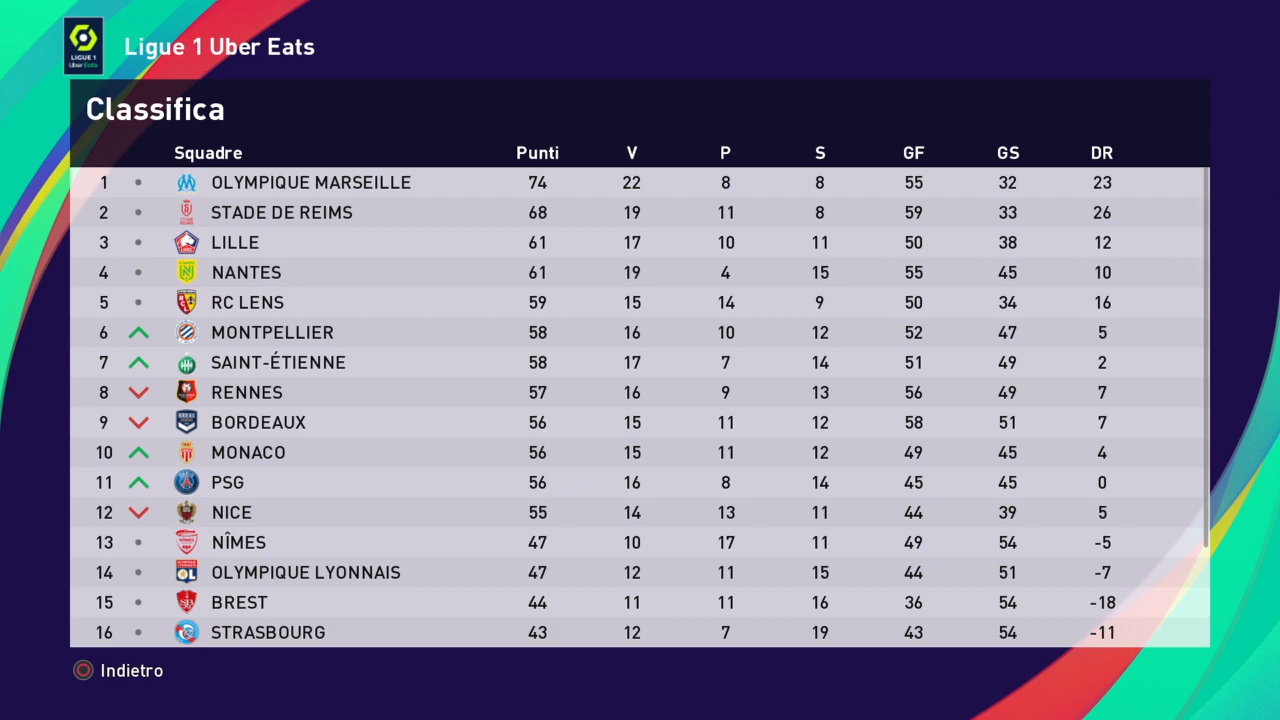 LIGUE 1
Uber Eats
Ligue 1 Uber Eats
Classifica
Squadre Punti V P S GF GS DR
1 OLYMPIQUE MARSEILLE 74 22 8 8 55 32 23
2 STADE DE REIMS 68 19 11 8 59 33 26
3 LILLE 61 17 10 11 50 38 12
4 NANTES 61 19 4 15 55 45 10
5 RC LENS 59 15 14 9 50 34 16
6 MONTPELLIER 58 16 10 12 52 47 5
7 SAINT-ÉTIENNE 58 17 7 14 51 49 2
8 RENNES 57 16 9 13 56 49 7
9 BORDEAUX 56 15 11 12 58 51 7
10 MONACO 56 15 11 12 49 45 4
11 PSG 56 16 8 14 45 45 0
12 NICE 55 14 13 11 44 39 5
13 NÎMES 47 10 17 11 49 54 -5
14 OLYMPIQUE LYONNAIS 47 12 11 15 44 51 -7
15 BREST 44 11 11 16 36 54 -18
16 STRASBOURG 43 12 7 19 43 54 -11
Indietro